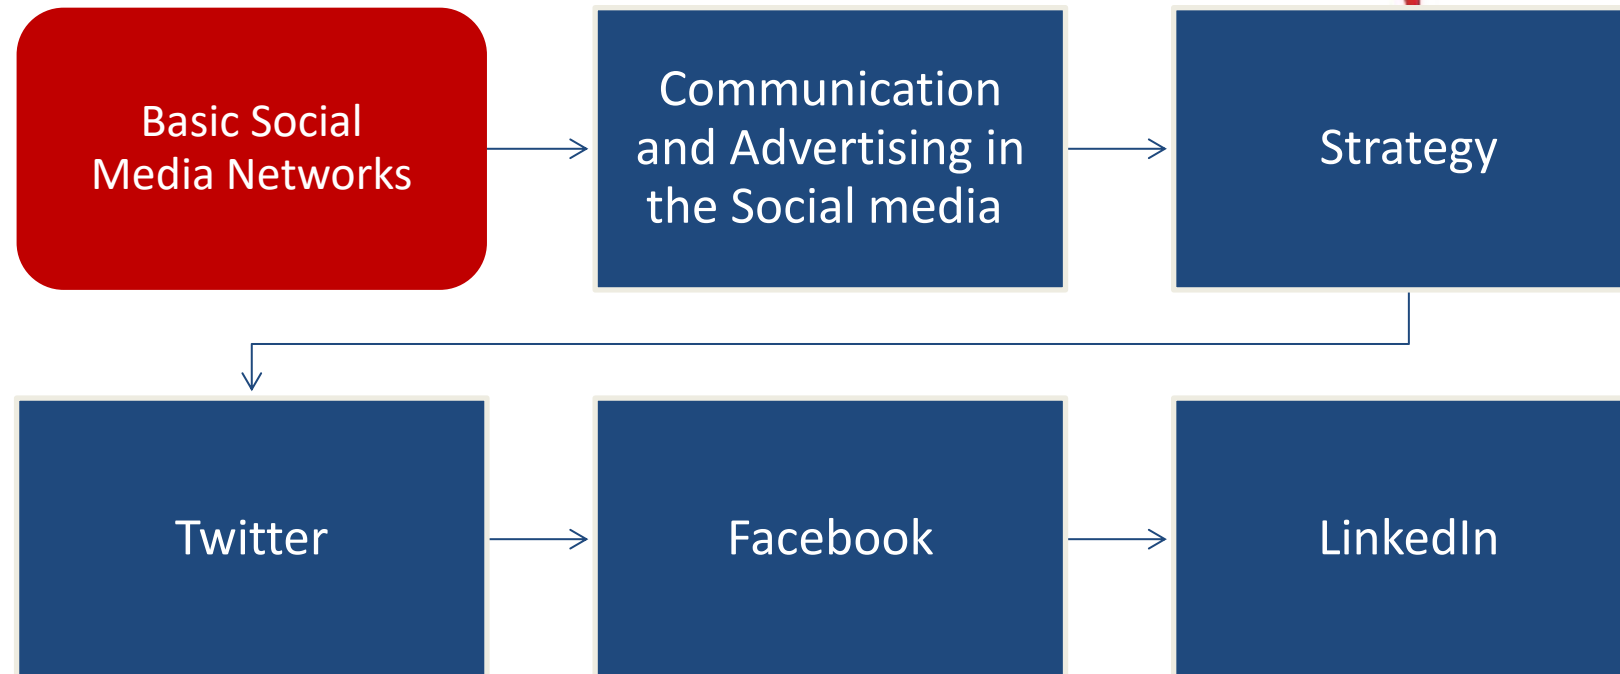 Basic Social
Media Networks
Communication
and Advertising in
the Social media
Strategy
Twitter
Facebook
LinkedIn